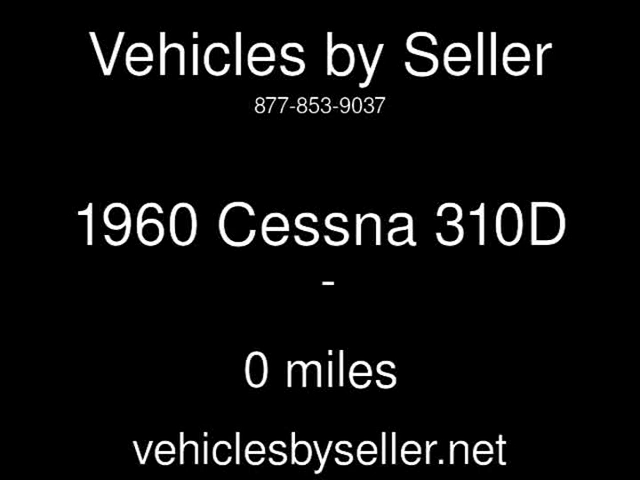 Vehicles by Seller
877-853-9037
1960 Cessna 310D
-
0 miles
vehiclesbyseller.net